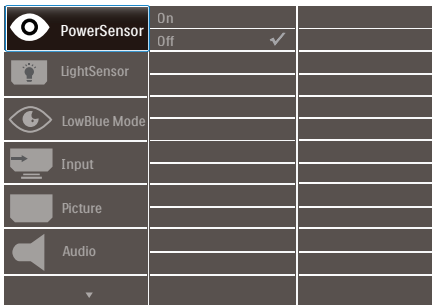 PowerSensor
On
Off
LightSensor
LowBlue Mode
Input
Picture
Audio